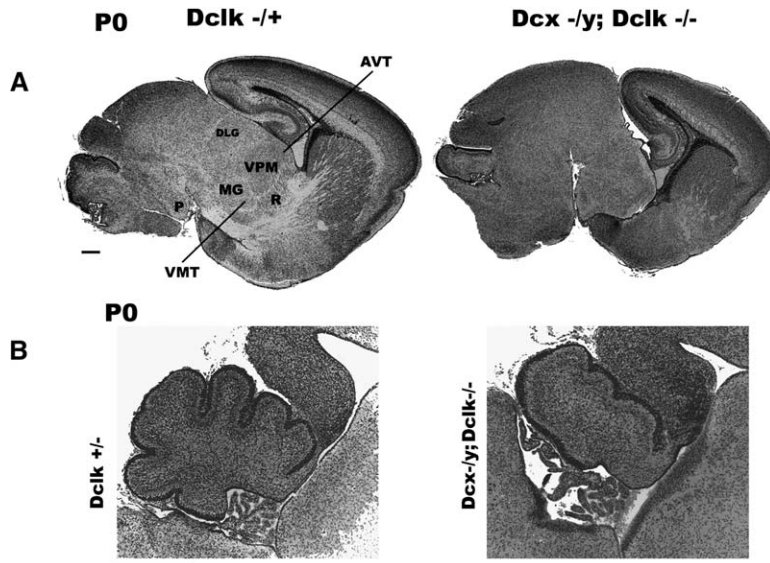 P0 Dclk -/+ Dcx -/y; Dclk -/-
A
AVT
DLG
VPM
MG
R
P
VMT
P0
B
Dclk +/-
Dcx-/y;Dclk-/-